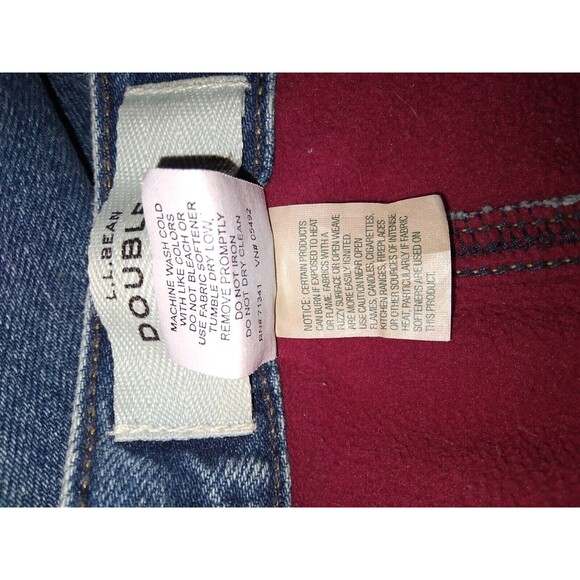 L.L.BEAN
DOUBLE
MACHINE WASH COLD
WITH LIKE COLORS
DO NOT BLEACH OR
USE FABRIC SOFTENER
TUMBLE DRY LOW,
REMOVE PROMPTLY
DO NOT IRON
DO NOT DRY CLEAN
RN# 71341 VN# 05492
NOTICE: CERTAIN PRODUCTS
CAN BURN IF EXPOSED TO HEAT
OR FLAME. FABRICS WITH A
FUZZY SURFACE OR OPEN WEAVE
ARE MORE EASILY IGNITED.
USE CAUTION NEAR OPEN
FLAMES, CANDLES, CIGARETTES,
KITCHEN RANGES, FIREPLACES
OR OTHER SOURCES OF INTENSE
HEAT, PARTICULARLY IF FABRIC
SOFTENERS ARE USED ON
THIS PRODUCT.